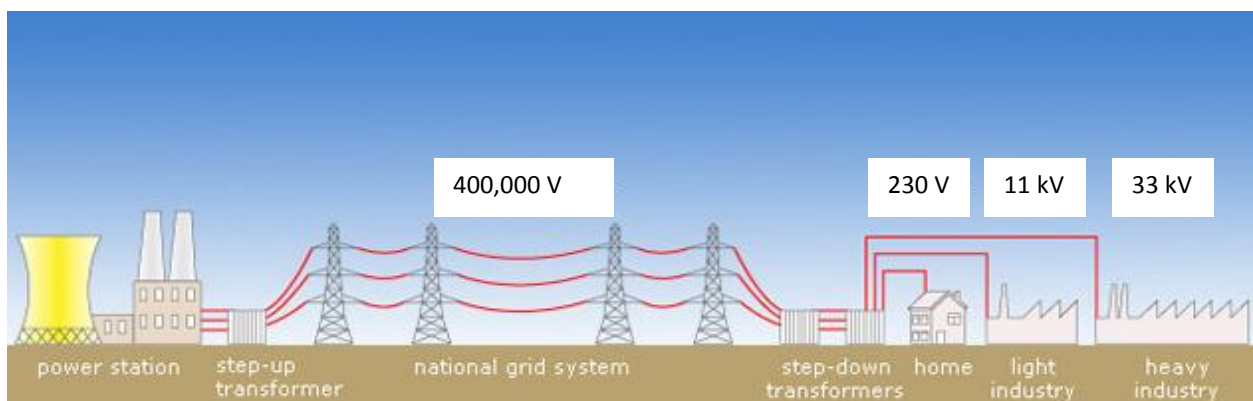 400,000 V
230 V
11 kV
33 kV
power station
step-up
transformer
national grid system
step-down
transformers
home
light
industry
heavy
industry